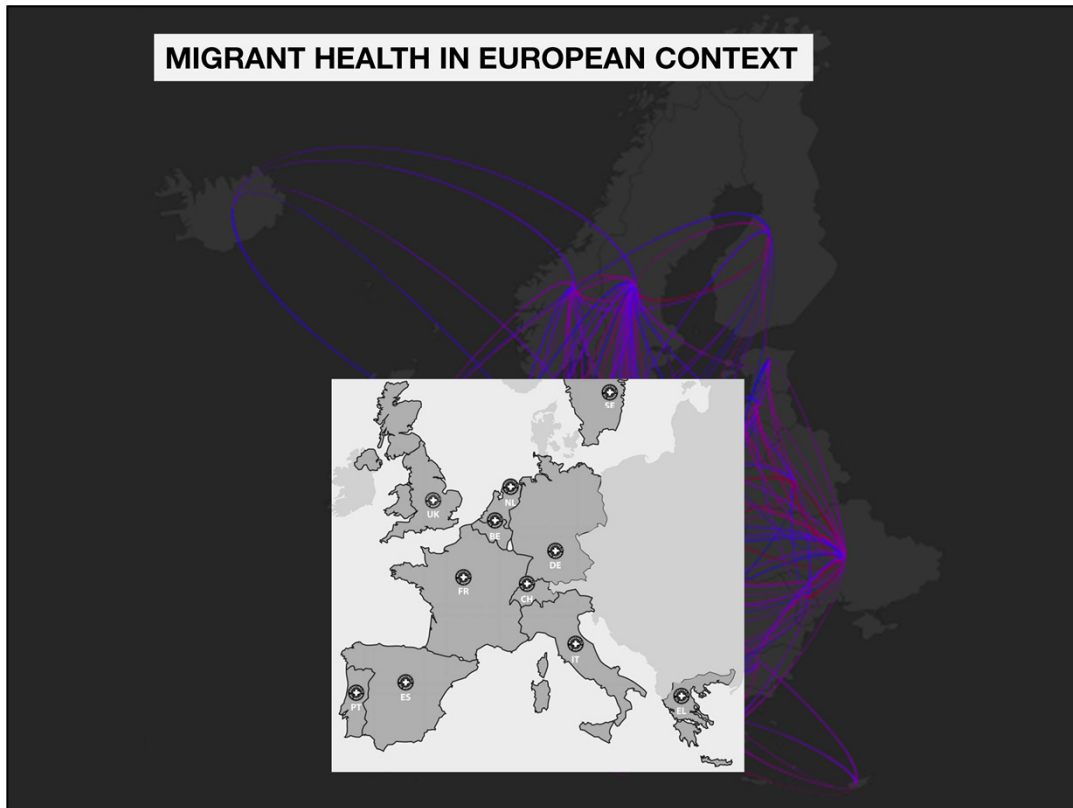 MIGRANT HEALTH IN EUROPEAN CONTEXT
SE
NL
UK
BE
DE
FR
CH
IT
ES
PT
EL